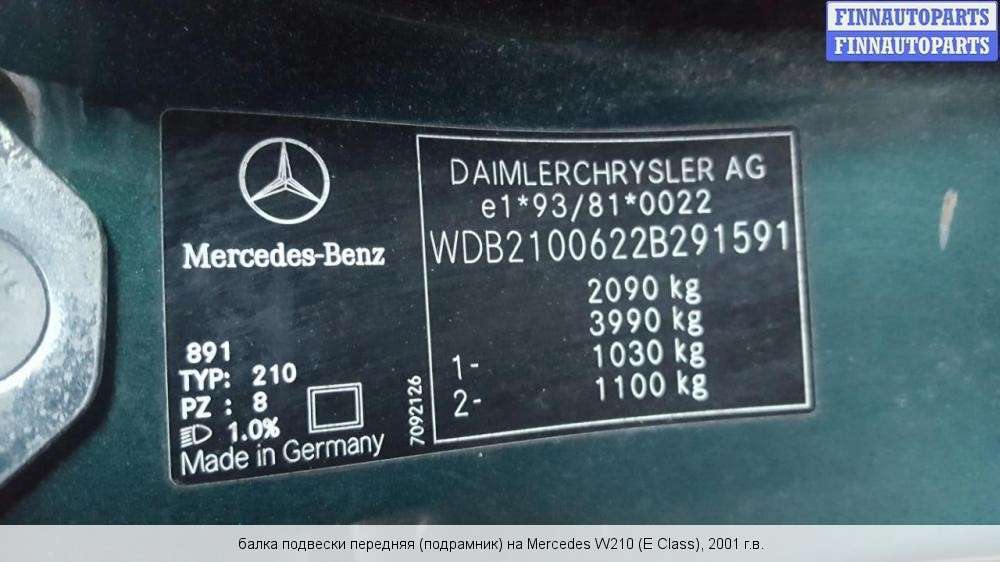 FINNAUTOPARTS
FINNAUTOPARTS
Mercedes-Benz
891
TYP: 210
PZ : 8
1.0%
Made in Germany
7092126
DAIMLERCHRYSLER AG
e1*93/81*0022
WDB2100622B291591
2090 kg
3990 kg
1- 1030 kg
2- 1100 kg
балка подвески передняя (подрамник) на Mercedes W210 (E Class), 2001 г.в.